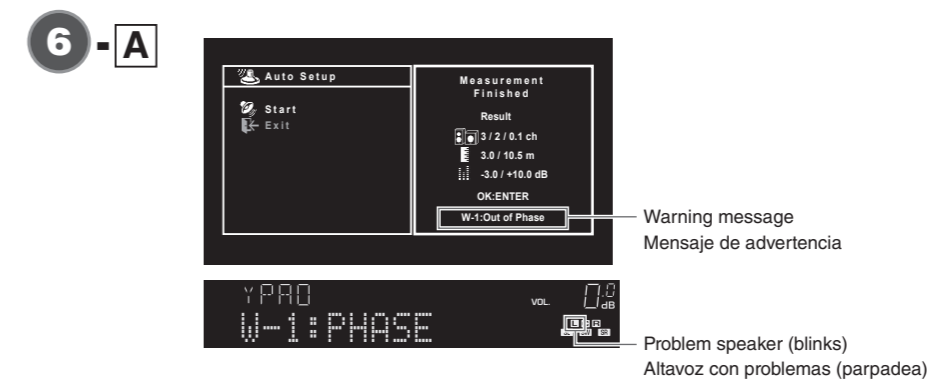 6 - A
Auto Setup
Start
Exit
Measurement
Finished
Result
3 / 2 / 0.1 ch
3.0 / 10.5 m
-3.0 / +10.0 dB
OK:ENTER
W-1:Out of Phase
Warning message
Mensaje de advertencia
YPAO
VOL. 0.0 dB
W-1:PHASE
L R
Problem speaker (blinks)
Altavoz con problemas (parpadea)